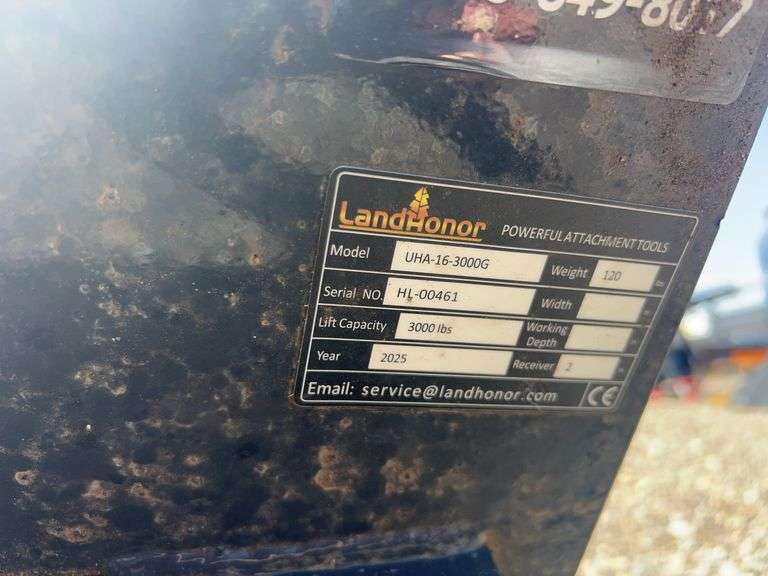 LandHonor POWERFUL ATTACHMENT TOOLS
Model UHA-16-3000G Weight 120
Serial NO. HL-00461 Width
Lift Capacity 3000 lbs Working Depth
Year 2025 Receiver 2
Email: service@landhonor.com CE